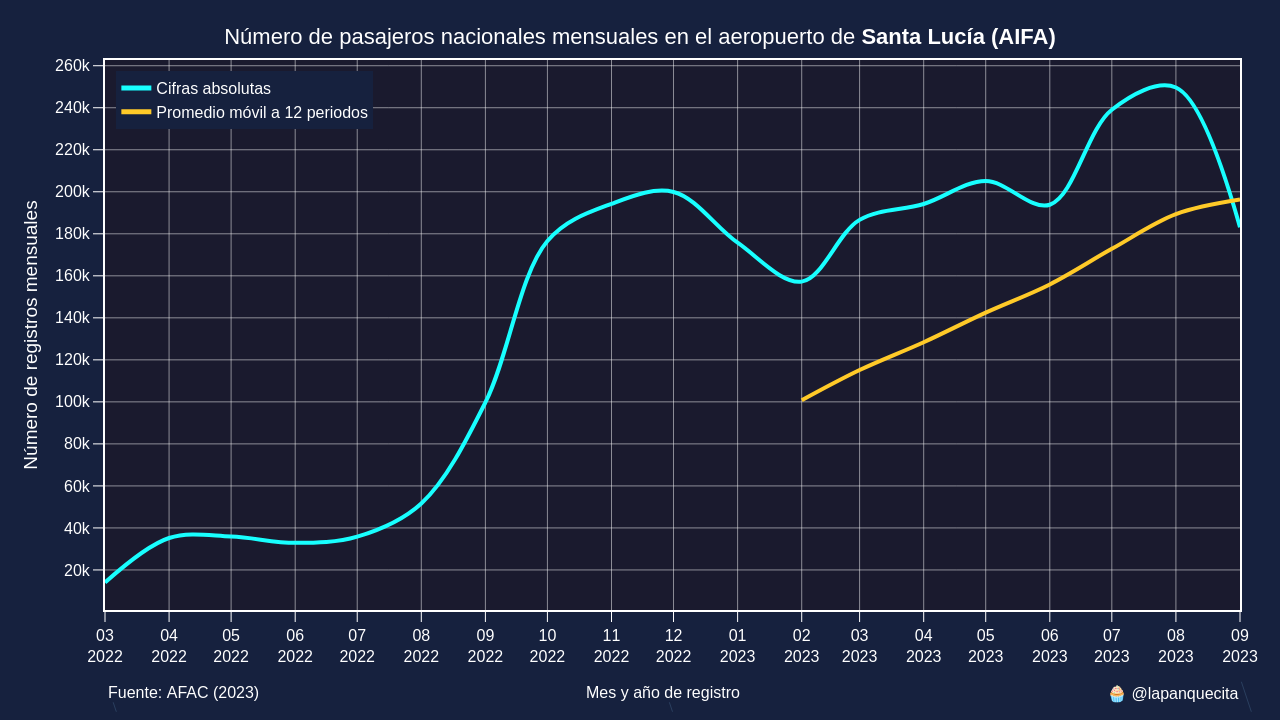 Número de pasajeros nacionales mensuales en el aeropuerto de Santa Lucía (AIFA)
Cifras absolutas
Promedio móvil a 12 periodos
Número de registros mensuales
260k
240k
220k
200k
180k
160k
140k
120k
100k
80k
60k
40k
20k
03 04 05 06 07 08 09 10 11 12 01 02 03 04 05 06 07 08 09
2022 2022 2022 2022 2022 2022 2022 2022 2022 2022 2023 2023 2023 2023 2023 2023 2023 2023 2023
Fuente: AFAC (2023)
Mes y año de registro
🧁 @lapanquecita